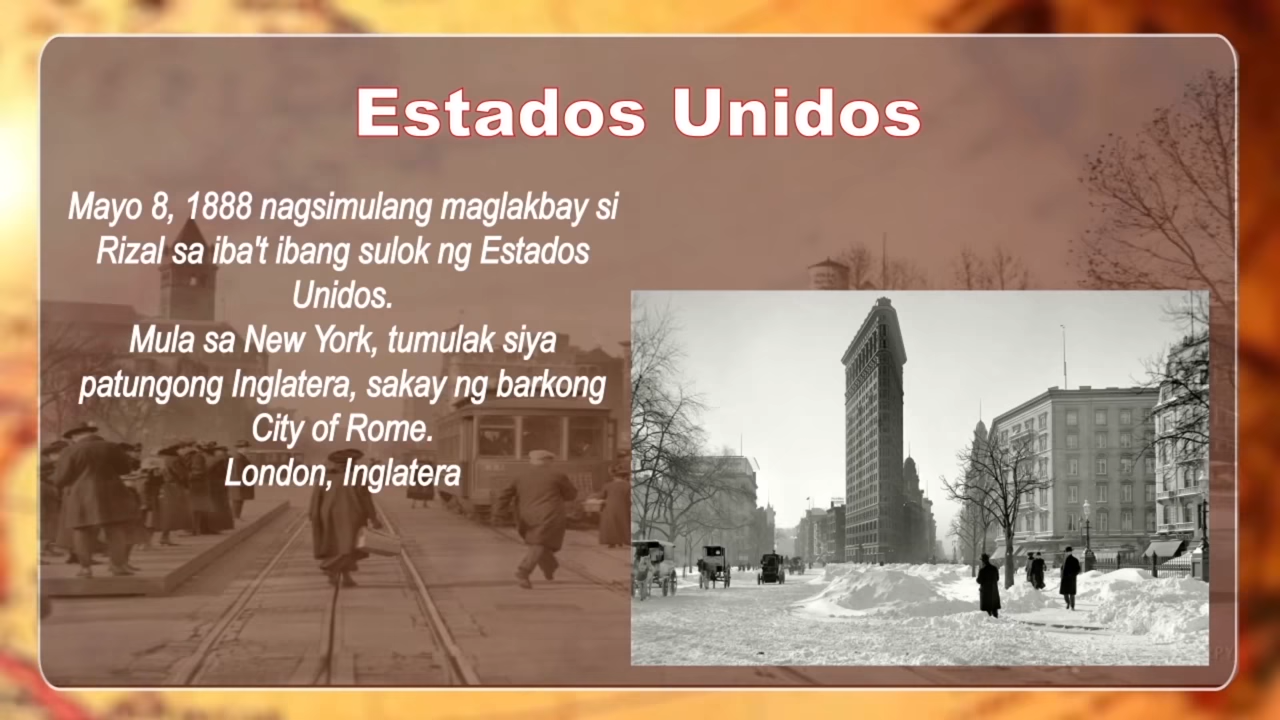 Estados Unidos
Mayo 8, 1888 nagsimulang maglakbay si
Rizal sa iba't ibang sulok ng Estados
Unidos.
Mula sa New York, tumulak siya
patungong Inglatera, sakay ng barkong
City of Rome.
London, Inglatera